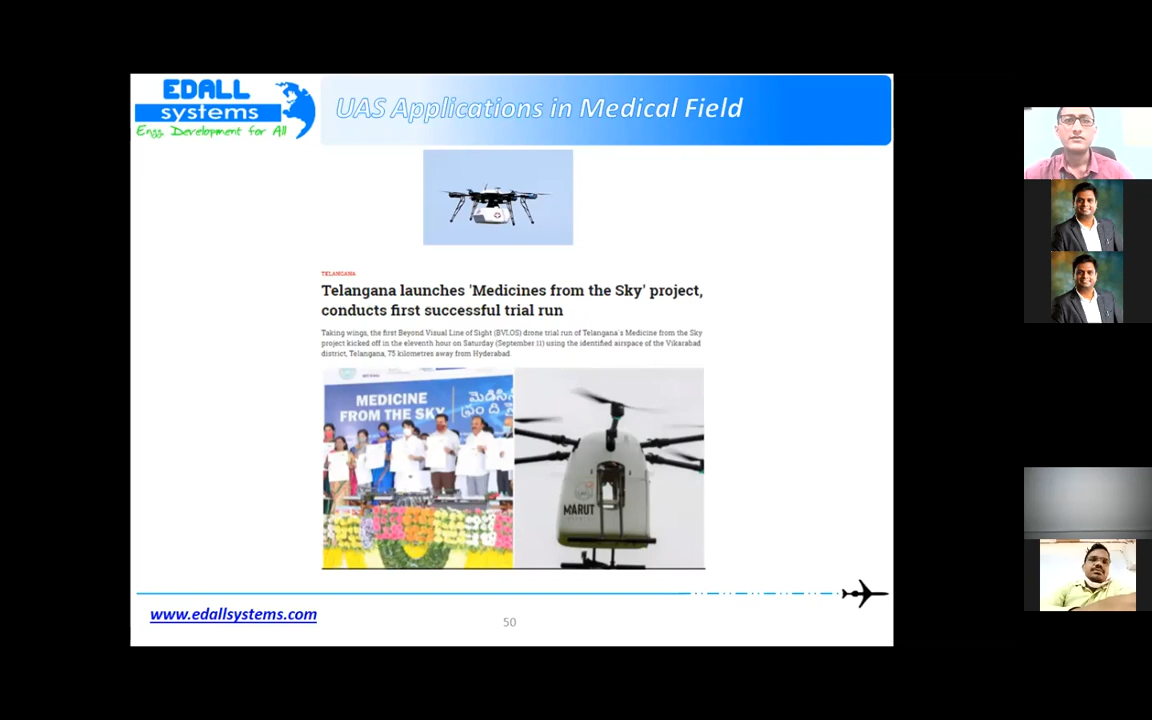 EDALL
systems
Engg. Development for All
UAS Applications in Medical Field
TELANGANA
Telangana launches 'Medicines from the Sky' project,
conducts first successful trial run
Taking wings, the first Beyond Visual Line of Sight (BVLOS) drone trial run of Telangana's Medicine from the Sky
project kicked off in the eleventh hour on Saturday (September 11) using the identified airspace of the Vikarabad
district, Telangana, 75 kilometres away from Hyderabad.
MEDICINE
FROM THE SKY
మెడిసి
ఫ్రం ది
MARUT
www.edallsystems.com
50